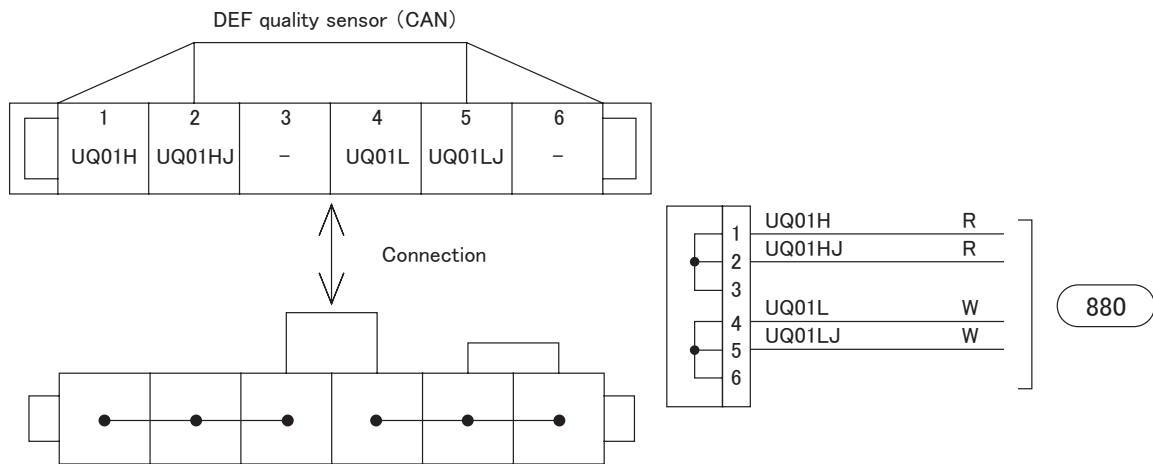 DEF quality sensor (CAN)
1 2 3 4 5 6
UQ01H UQ01HJ - UQ01L UQ01LJ -
Connection
1 UQ01H R
2 UQ01HJ R
3
4 UQ01L W
5 UQ01LJ W
6
880